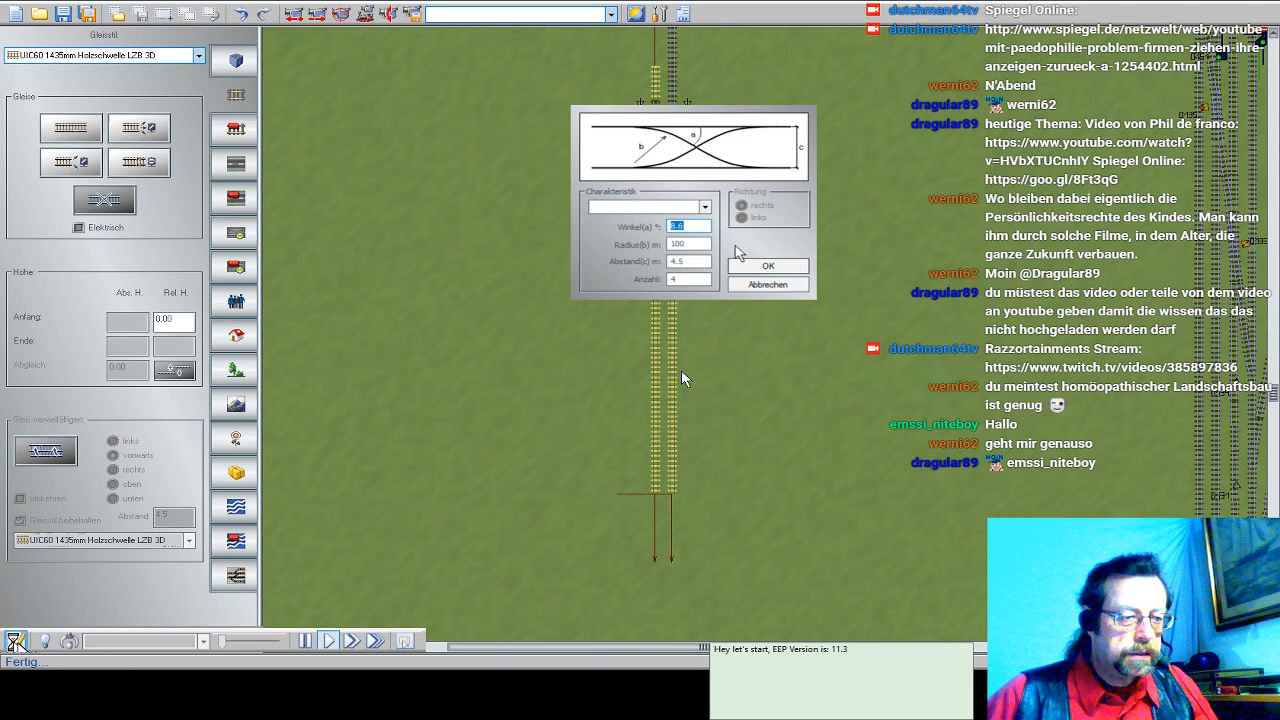 Gleisstil
UIC60 1435mm Holzschwelle LZB 3D
Gleise
Elektrisch
Höhe:
Abs. H.
Rel. H.
Anfang:
0.00
Ende:
Abgleich:
0.00
Gleis vervielfältigen:
links
vorwärts
rechts
oben
unten
umkehren
Gleisstil beibehalten
Abstand:
4.5
UIC60 1435mm Holzschwelle LZB 3D
Fertig...
a
b
c
Charakteristik
Winkel(a) °:
8.6
Radius(b) m:
100
Abstand(c) m:
4.5
Anzahl:
4
Richtung
rechts
links
OK
Abbrechen
Hey let's start, EEP Version is: 11.3
dutchman64tv Spiegel Online:
dutchman64tv http://www.spiegel.de/netzwelt/web/youtube-
mit-paedophilie-problem-firmen-ziehen-ihre-
anzeigen-zurueck-a-1254402.html
werni62 N'Abend
dragular89 MOIN werni62
dragular89 heutige Thema: Video von Phil de franco:
https://www.youtube.com/watch?
v=HVbXTUCnhIY Spiegel Online:
https://goo.gl/8Ft3qG
werni62 Wo bleiben dabei eigentlich die
Persönlichkeitsrechte des Kindes. Man kann
ihm durch solche Filme, in dem Alter, die
ganze Zukunft verbauen.
werni62 Moin @Dragular89
dragular89 du müstest das video oder teile von dem video
an youtube geben damit die wissen das das
nicht hochgeladen werden darf
dutchman64tv Razzortainments Stream:
https://www.twitch.tv/videos/385897836
werni62 du meintest homöopathischer Landschaftsbau
ist genug
emssi_niteboy Hallo
werni62 geht mir genauso
dragular89 MOIN emssi_niteboy